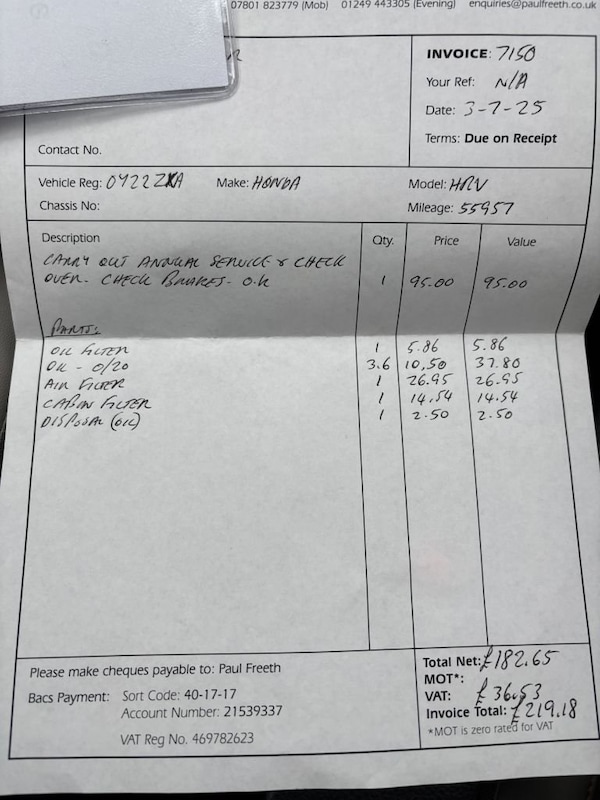 07801 823779 (Mob) 01249 443305 (Evening) enquiries@paulfreeth.co.uk
INVOICE: 7150
Your Ref: N/A
Date: 3-7-25
Contact No.
Terms: Due on Receipt
Vehicle Reg: Make: HONDA Model: HRV
Chassis No: Mileage: 55957
Description Qty. Price Value
CARRY OUT ANNUAL SERVICE & CHECK
OVER. CHECK BRAKES - O.K 1 95.00 95.00
PARTS:
OIL FILTER 1 5.86 5.86
OIL - 0/20 3.6 10.50 37.80
AIR FILTER 1 26.95 26.95
CABIN FILTER 1 14.54 14.54
DISPOSAL (OIL) 1 2.50 2.50
Please make cheques payable to: Paul Freeth
Bacs Payment: Sort Code: 40-17-17
Account Number: 21539337
VAT Reg No. 469782623
Total Net: £182.65
MOT*:
VAT: £36.53
Invoice Total: £219.18
*MOT is zero rated for VAT